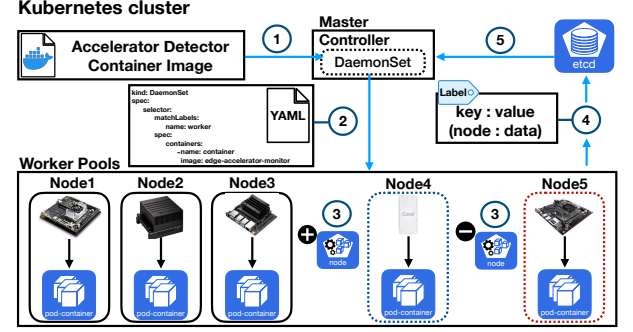 Kubernetes cluster
Accelerator Detector
Container Image
1
Master
Controller
DaemonSet
5
etcd
kind: DaemonSet
spec:
selector:
matchLabels:
name: worker
spec:
containers:
-name: container
image: edge-accelerator-monitor
YAML
2
Label
key : value
(node : data)
4
Worker Pools
Node1
Node2
Node3
Node4
Node5
3
node
3
node
Coral
pod-container
pod-container
pod-container
pod-container
pod-container